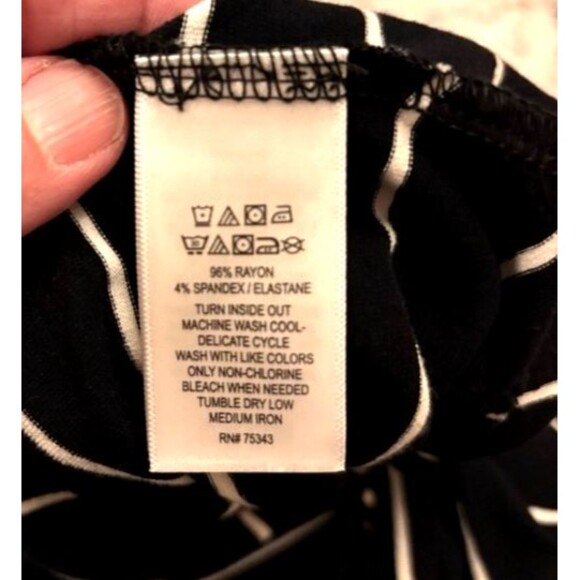 96% RAYON
4% SPANDEX / ELASTANE
TURN INSIDE OUT
MACHINE WASH COOL-
DELICATE CYCLE
WASH WITH LIKE COLORS
ONLY NON-CHLORINE
BLEACH WHEN NEEDED
TUMBLE DRY LOW
MEDIUM IRON
RN# 75343